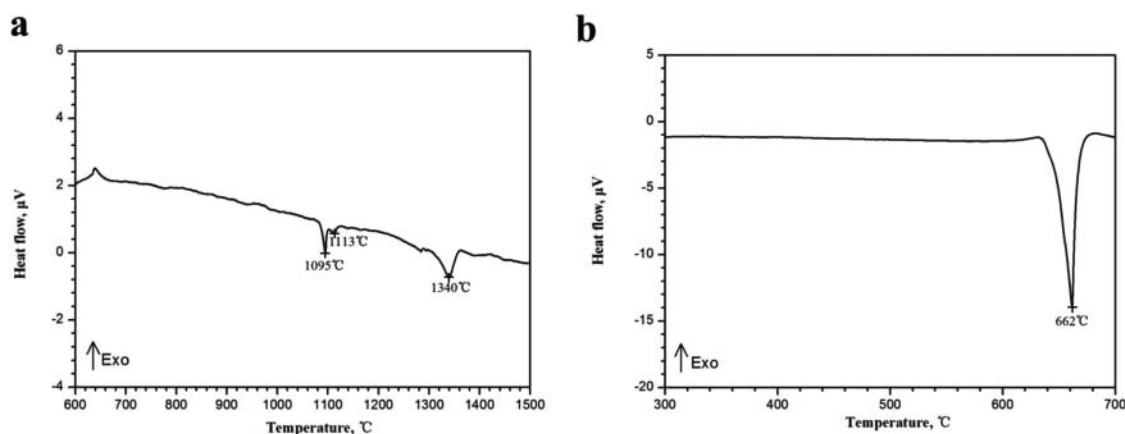 a
6
4
2
0
-2
-4
Heat flow, μV
1095℃
1113℃
1340℃
Exo
600 700 800 900 1000 1100 1200 1300 1400 1500
Temperature, ℃
b
5
0
-5
-10
-15
-20
Heat flow, μV
662℃
Exo
300 400 500 600 700
Temperature, ℃